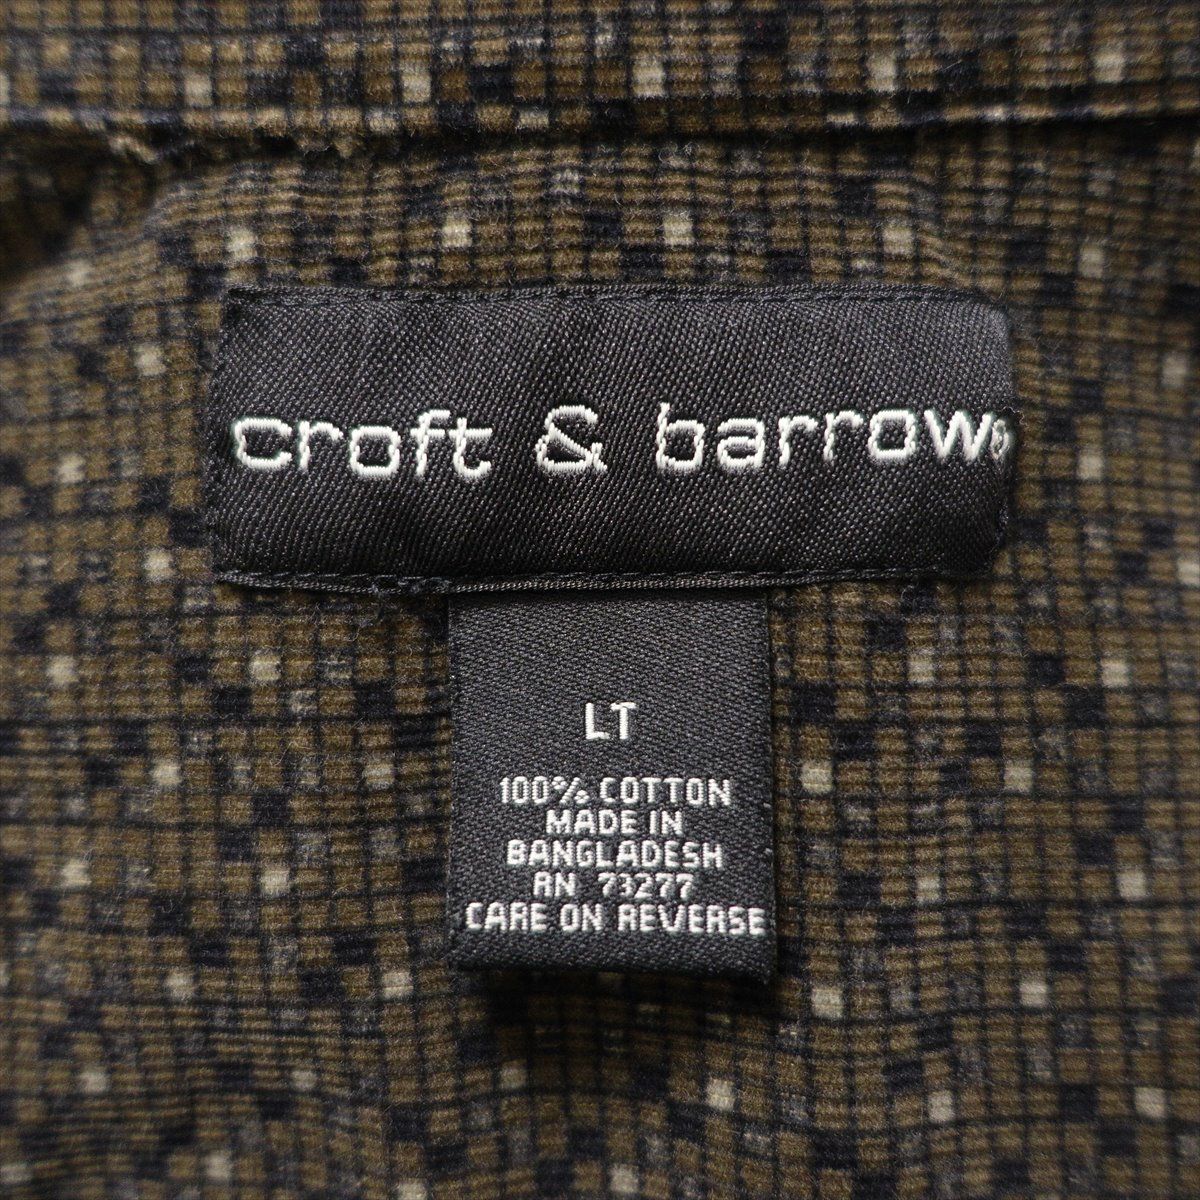 croft & barrow®
LT
100% COTTON
MADE IN
BANGLADESH
RN 73277
CARE ON REVERSE